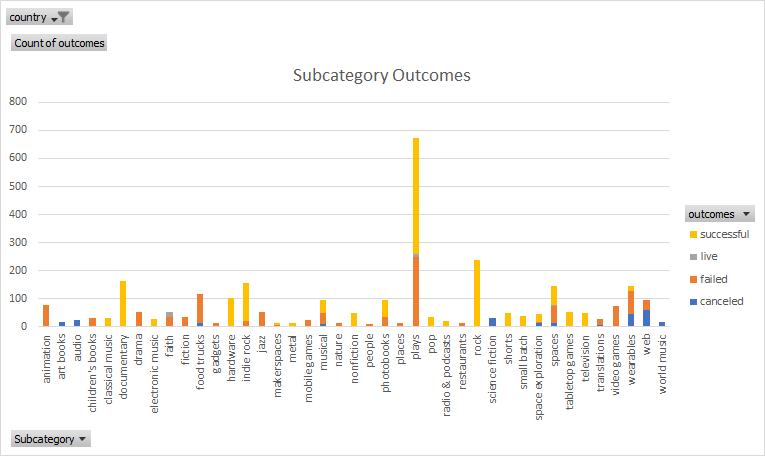 country
Count of outcomes
Subcategory Outcomes
800
700
600
500
400
300
200
100
0
animation
art books
audio
children's books
classical music
documentary
drama
electronic music
faith
fiction
food trucks
gadgets
hardware
indie rock
jazz
makerspaces
metal
mobile games
musical
nature
nonfiction
people
photobooks
places
plays
pop
radio & podcasts
restaurants
rock
science fiction
shorts
small batch
space exploration
spaces
tabletop games
television
translations
video games
wearables
web
world music
outcomes
successful
live
failed
canceled
Subcategory